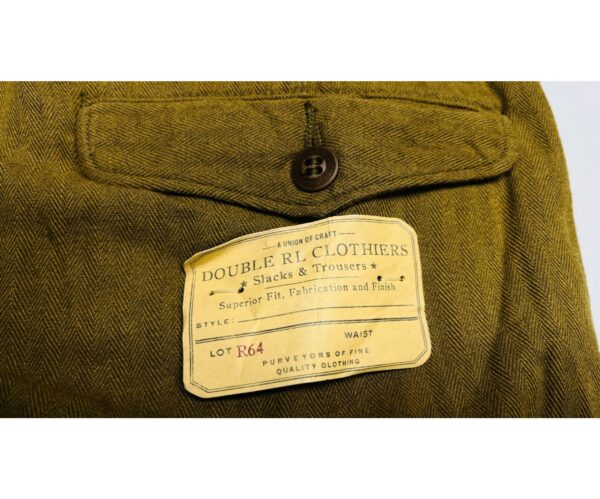 A UNION OF CRAFT
DOUBLE RL CLOTHIERS
★ Slacks & Trousers ★
Superior Fit, Fabrication and Finish
STYLE:
WAIST
LOT R64
PURVEYORS OF FINE
QUALITY CLOTHING